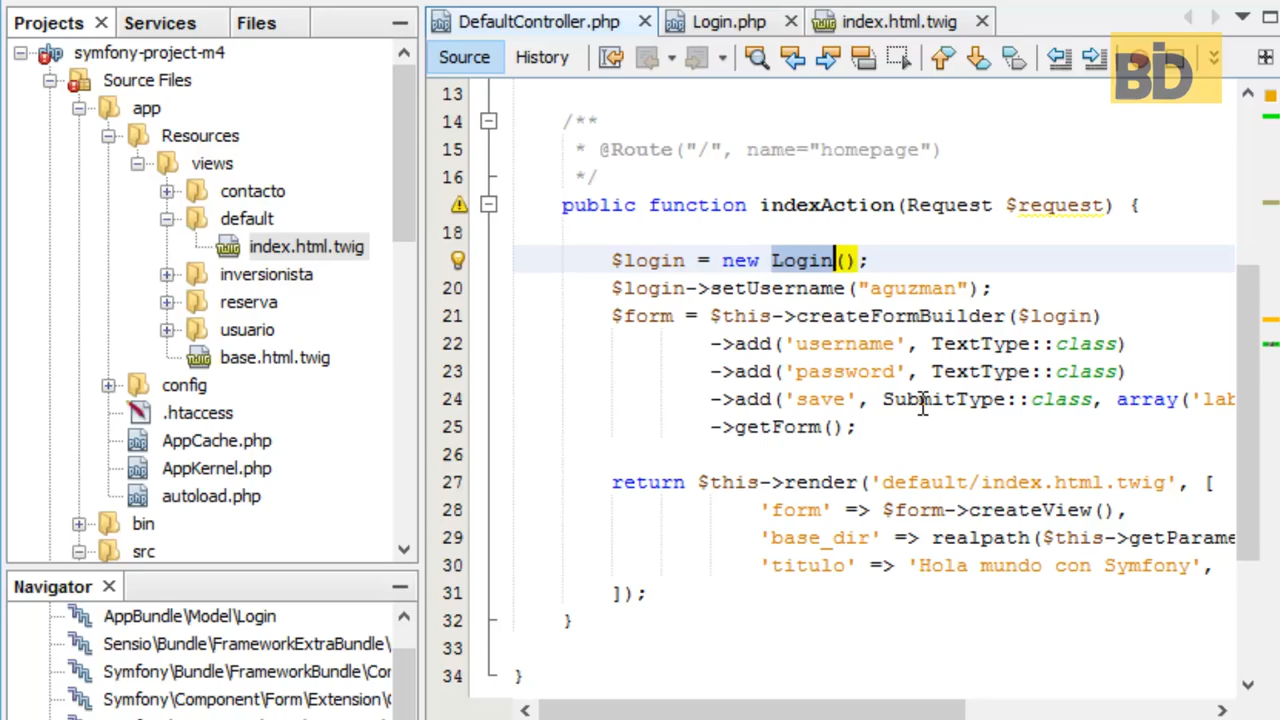 Projects
Services
Files
symfony-project-m4
Source Files
app
Resources
views
contacto
default
index.html.twig
inversionista
reserva
usuario
base.html.twig
config
.htaccess
AppCache.php
AppKernel.php
autoload.php
bin
src
Navigator
AppBundle\Model\Login
Sensio\Bundle\FrameworkExtraBundle\
Symfony\Bundle\FrameworkBundle\Cor
Symfony\Component\Form\Extension\C
DefaultController.php
Login.php
index.html.twig
Source
History
BD
13
14 /**
15 * @Route("/", name="homepage")
16 */
public function indexAction(Request $request) {
18
$login = new Login();
20 $login->setUsername("aguzman");
21 $form = $this->createFormBuilder($login)
22 ->add('username', TextType::class)
23 ->add('password', TextType::class)
24 ->add('save', SubmitType::class, array('lab
25 ->getForm();
26
27 return $this->render('default/index.html.twig', [
28 'form' => $form->createView(),
29 'base_dir' => realpath($this->getParame
30 'titulo' => 'Hola mundo con Symfony',
31 ]);
32 }
33
34 }